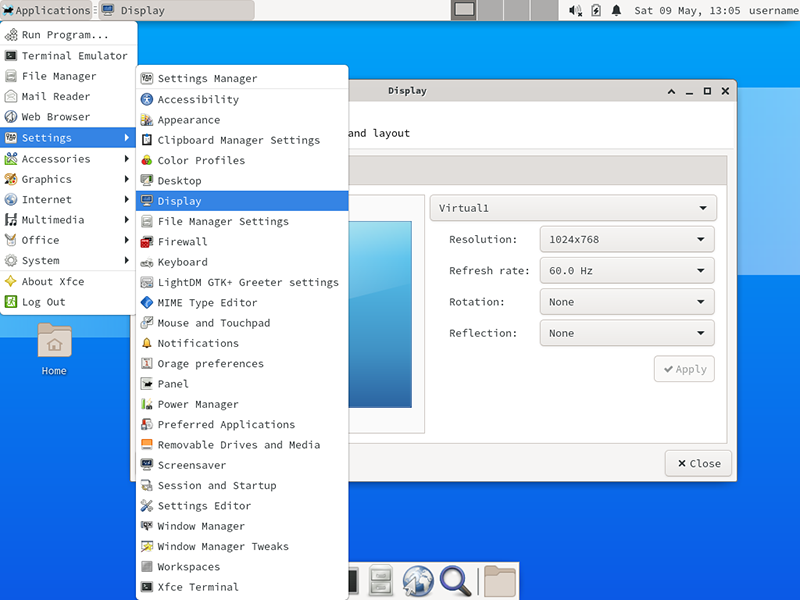 Applications
Display
Sat 09 May, 13:05
username
Run Program...
Terminal Emulator
File Manager
Mail Reader
Web Browser
Settings
Accessories
Graphics
Internet
Multimedia
Office
System
About Xfce
Log Out
Settings Manager
Accessibility
Appearance
Clipboard Manager Settings
Color Profiles
Desktop
Display
File Manager Settings
Firewall
Keyboard
LightDM GTK+ Greeter settings
MIME Type Editor
Mouse and Touchpad
Notifications
Orage preferences
Panel
Power Manager
Preferred Applications
Removable Drives and Media
Screensaver
Session and Startup
Settings Editor
Window Manager
Window Manager Tweaks
Workspaces
Xfce Terminal
Display
and layout
Virtual1
Resolution: 1024x768
Refresh rate: 60.0 Hz
Rotation: None
Reflection: None
Apply
Close
Home